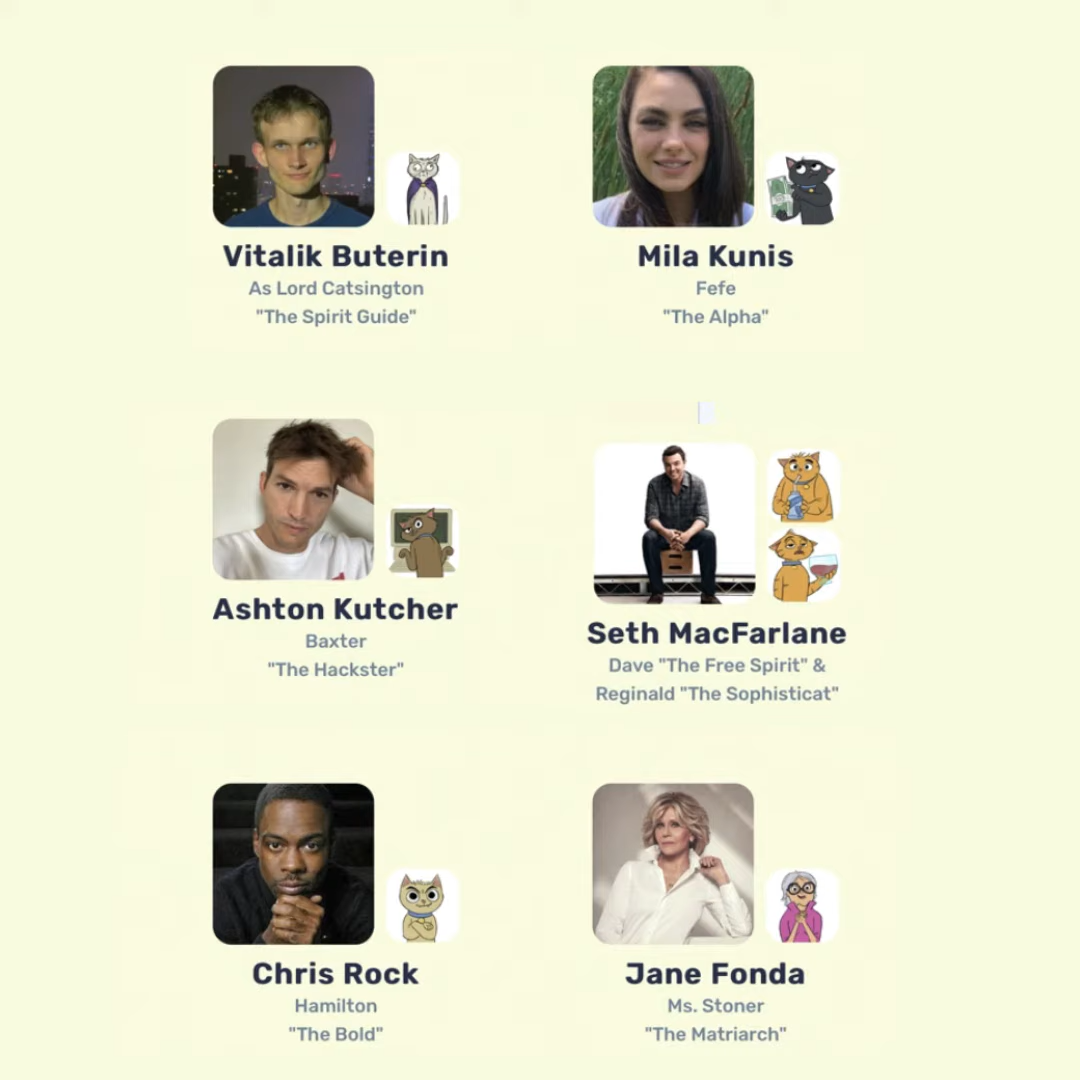 Vitalik Buterin
As Lord Catsington
"The Spirit Guide"
Mila Kunis
Fefe
"The Alpha"
Ashton Kutcher
Baxter
"The Hackster"
Seth MacFarlane
Dave "The Free Spirit" &
Reginald "The Sophisticat"
Chris Rock
Hamilton
"The Bold"
Jane Fonda
Ms. Stoner
"The Matriarch"